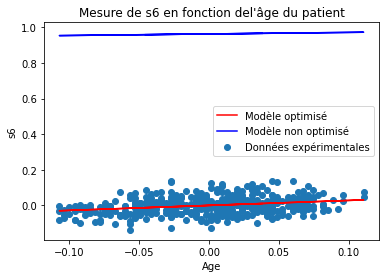 Mesure de s6 en fonction del'âge du patient
s6
1.0
0.8
0.6
0.4
0.2
0.0
Modèle optimisé
Modèle non optimisé
Données expérimentales
−0.10
−0.05
0.00
0.05
0.10
Age